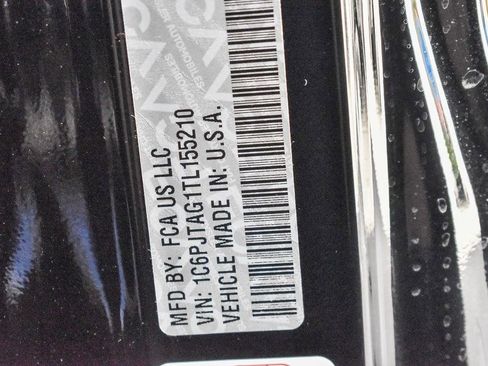 MFD BY: FCA US LLC
VIN: 1C6PJTAG1TL155210
VEHICLE MADE IN: U.S.A.